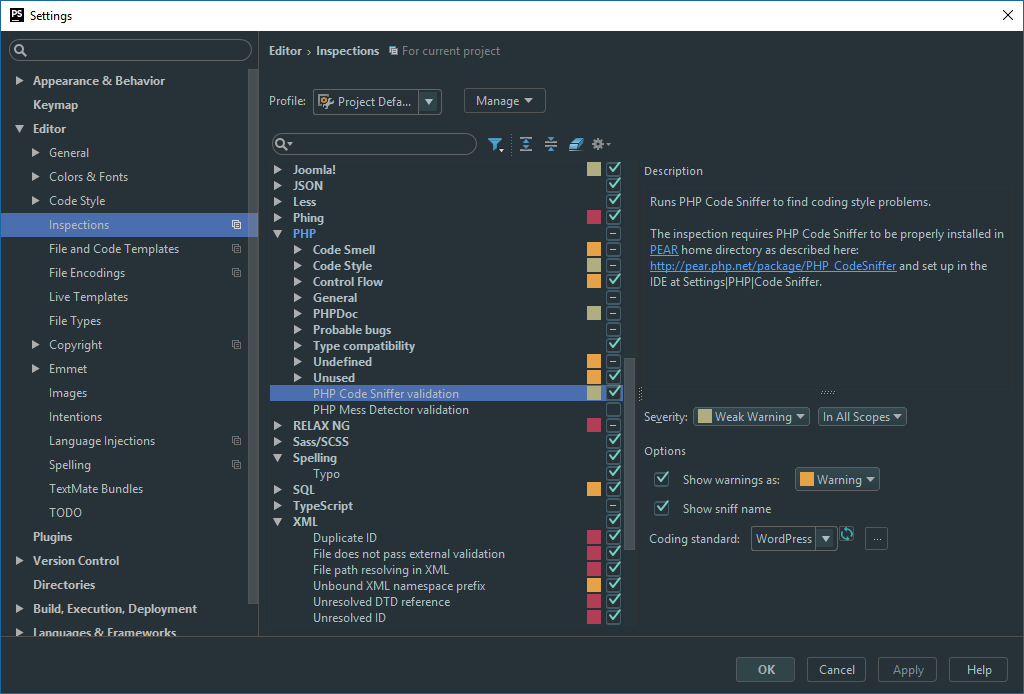 PS Settings
Appearance & Behavior
Keymap
Editor
General
Colors & Fonts
Code Style
Inspections
File and Code Templates
File Encodings
Live Templates
File Types
Copyright
Emmet
Images
Intentions
Language Injections
Spelling
TextMate Bundles
TODO
Plugins
Version Control
Directories
Build, Execution, Deployment
Languages & Frameworks
Editor › Inspections For current project
Profile: Project Defa... Manage
Joomla!
JSON
Less
Phing
PHP
Code Smell
Code Style
Control Flow
General
PHPDoc
Probable bugs
Type compatibility
Undefined
Unused
PHP Code Sniffer validation
PHP Mess Detector validation
RELAX NG
Sass/SCSS
Spelling
Typo
SQL
TypeScript
XML
Duplicate ID
File does not pass external validation
File path resolving in XML
Unbound XML namespace prefix
Unresolved DTD reference
Unresolved ID
Description
Runs PHP Code Sniffer to find coding style problems.
The inspection requires PHP Code Sniffer to be properly installed in
PEAR home directory as described here:
http://pear.php.net/package/PHP_CodeSniffer and set up in the
IDE at Settings|PHP|Code Sniffer.
Severity: Weak Warning In All Scopes
Options
Show warnings as: Warning
Show sniff name
Coding standard: WordPress ...
OK Cancel Apply Help